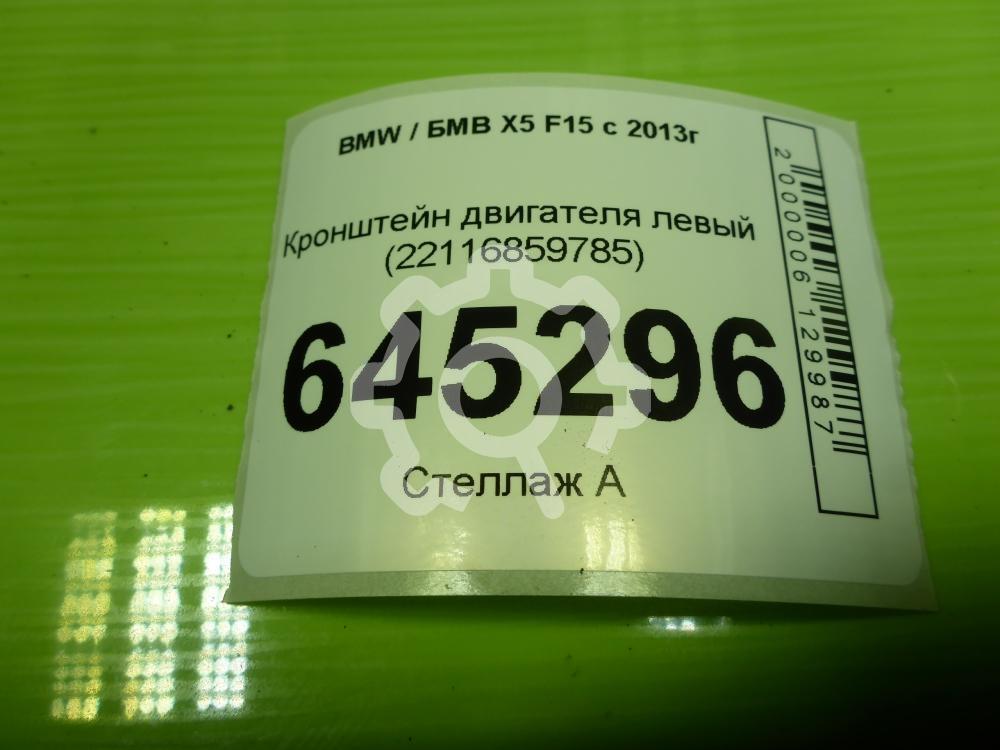 BMW / БМВ X5 F15 с 2013г
Кронштейн двигателя левый
(22116859785)
645296
Стеллаж А
2000006129987